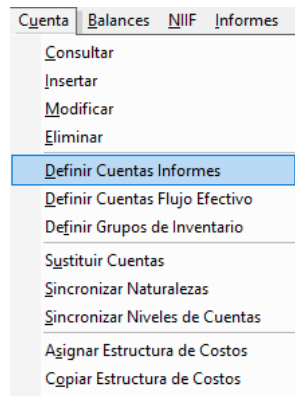 Cuenta Balances NIIF Informes
Consultar
Insertar
Modificar
Eliminar
Definir Cuentas Informes
Definir Cuentas Flujo Efectivo
Definir Grupos de Inventario
Sustituir Cuentas
Sincronizar Naturalezas
Sincronizar Niveles de Cuentas
Asignar Estructura de Costos
Copiar Estructura de Costos